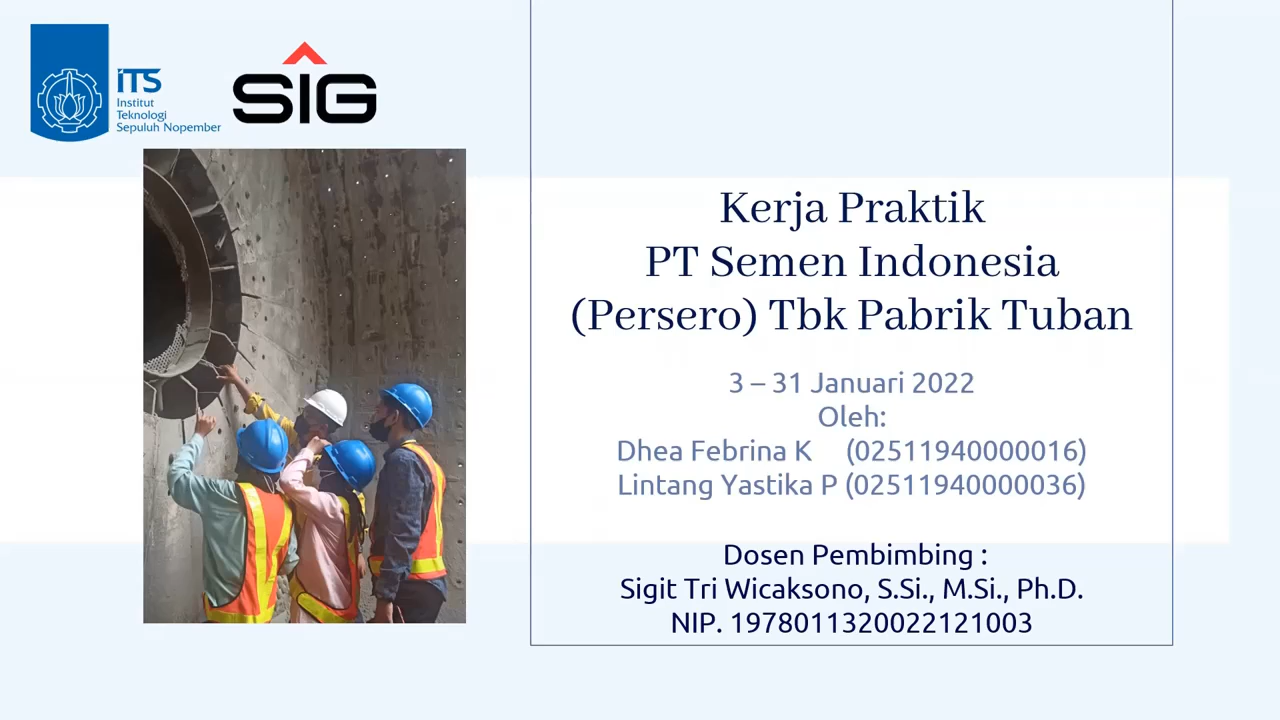 iTS
Institut
Teknologi
Sepuluh Nopember
SIG
Kerja Praktik
PT Semen Indonesia
(Persero) Tbk Pabrik Tuban
3 – 31 Januari 2022
Oleh:
Dhea Febrina K (02511940000016)
Lintang Yastika P (02511940000036)
Dosen Pembimbing :
Sigit Tri Wicaksono, S.Si., M.Si., Ph.D.
NIP. 1978011320022121003